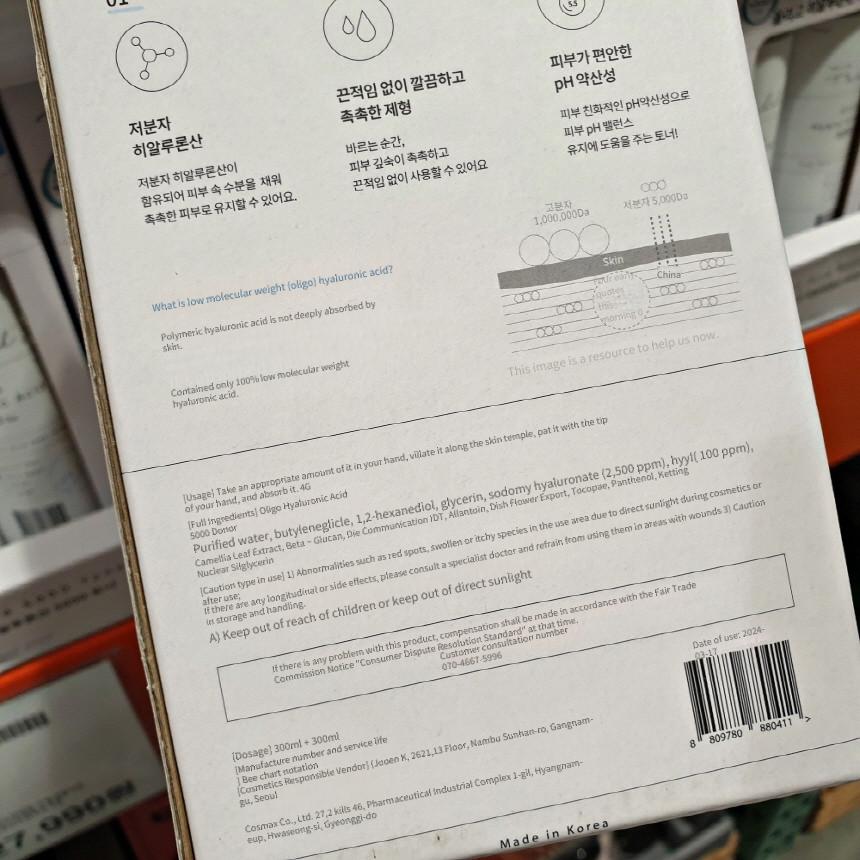 01
저분자
히알루론산
저분자 히알루론산이
함유되어 피부 속 수분을 채워
촉촉한 피부로 유지할 수 있어요.
끈적임 없이 깔끔하고
촉촉한 제형
바르는 순간,
피부 깊숙이 촉촉하고
끈적임 없이 사용할 수 있어요
5.5
피부가 편안한
pH 약산성
피부 친화적인 pH약산성으로
피부 pH 밸런스
유지에 도움을 주는 토너!
고분자
1,000,000Da
저분자 5,000Da
Skin
China
quotes
this
morning 0
This image is a resource to help us now.
What is low molecular weight (oligo) hyaluronic acid?
Polymeric hyaluronic acid is not deeply absorbed by
skin.
Contained only 100% low molecular weight
hyaluronic acid.
[Usage] Take an appropriate amount of it in your hand, villate it along the skin temple, pat it with the tip
of your hand, and absorb it. 4G
[Full Ingredients] Oligo Hyaluronic Acid
5000 Donor
Purified water, butyleneglicle, 1,2-hexanediol, glycerin, sodomy hyaluronate (2,500 ppm), hyyl( 100 ppm),
Camellia Leaf Extract, Beta – Glucan, Die Communication IDT, Allantoin, Dish Flower Export, Tocopae, Panthenol, Ketting
Nuclear Silglycerin
[Caution type in use] 1) Abnormalities such as red spots, swollen or itchy species in the use area due to direct sunlight during cosmetics or
after use;
If there are any longitudinal or side effects, please consult a specialist doctor and refrain from using them in areas with wounds 3) Caution
in storage and handling.
A) Keep out of reach of children or keep out of direct sunlight
If there is any problem with this product, compensation shall be made in accordance with the Fair Trade
Commission Notice "Consumer Dispute Resolution Standard" at that time.
Customer consultation number
070-4667-5996
Date of use: 2024-
03-17
8 809780 880411 >
[Dosage] 300ml + 300ml
[Manufacture number and service life
] Bee chart notation
[Cosmetics Responsible Vendor] (Jooen K, 2621,13 Floor, Nambu Sunhan-ro, Gangnam-
gu, Seoul
Cosmax Co., Ltd. 27,2 kills 46, Pharmaceutical Industrial Complex 1-gil, Hyangnam-
eup, Hwaseong-si, Gyeonggi-do
Made in Korea